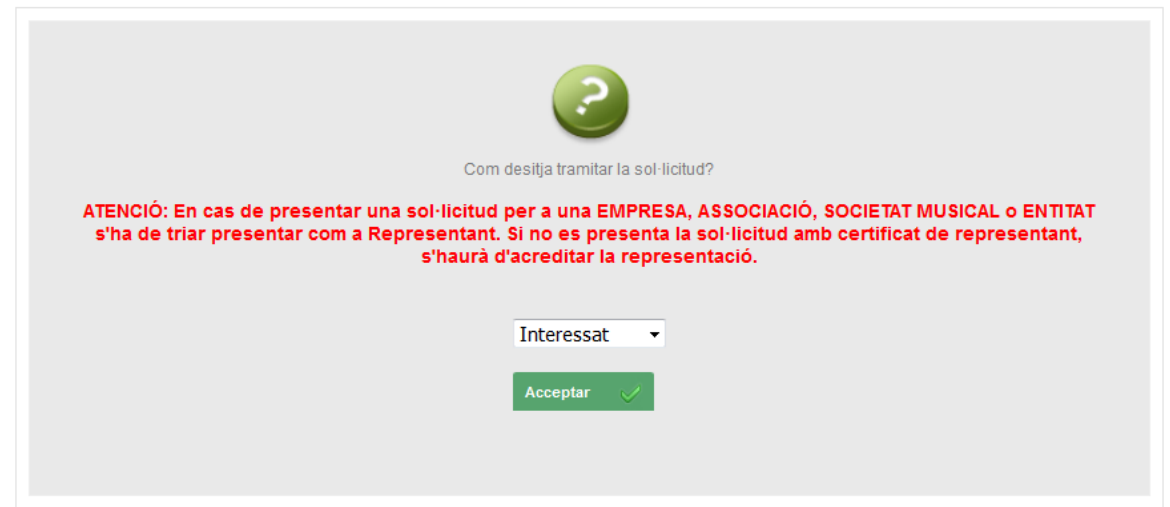 ?
Com desitja tramitar la sol·licitud?
ATENCIÓ: En cas de presentar una sol·licitud per a una EMPRESA, ASSOCIACIÓ, SOCIETAT MUSICAL o ENTITAT
s'ha de triar presentar com a Representant. Si no es presenta la sol·licitud amb certificat de representant,
s'haurà d'acreditar la representació.
Interessat
Acceptar